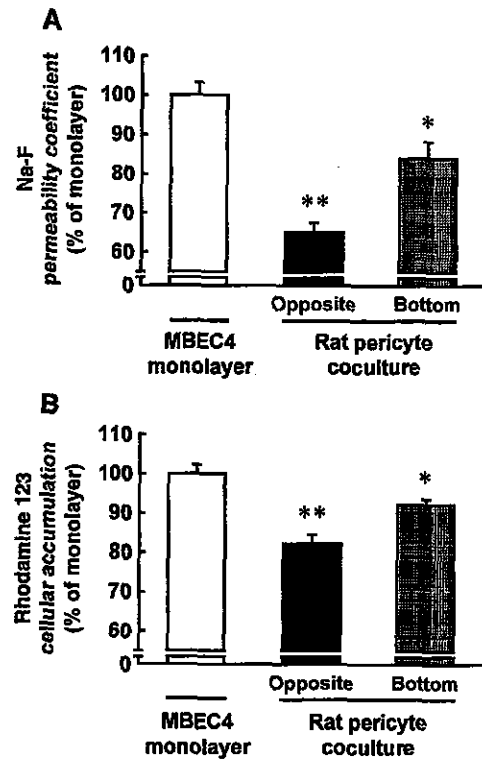 A
Na-F
permeability coefficient
(% of monolayer)
110
100
90
80
70
60
0
**
*
Opposite Bottom
MBEC4
monolayer
Rat pericyte
coculture
B
Rhodamine 123
cellular accumulation
(% of monolayer)
110
100
90
80
70
60
0
**
*
Opposite Bottom
MBEC4
monolayer
Rat pericyte
coculture